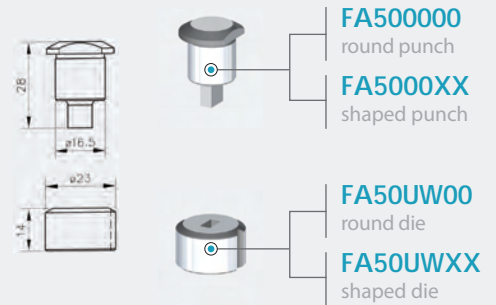 FA500000
round punch
FA5000XX
shaped punch
28
ø16.5
ø23
14
FA50UW00
round die
FA50UWXX
shaped die